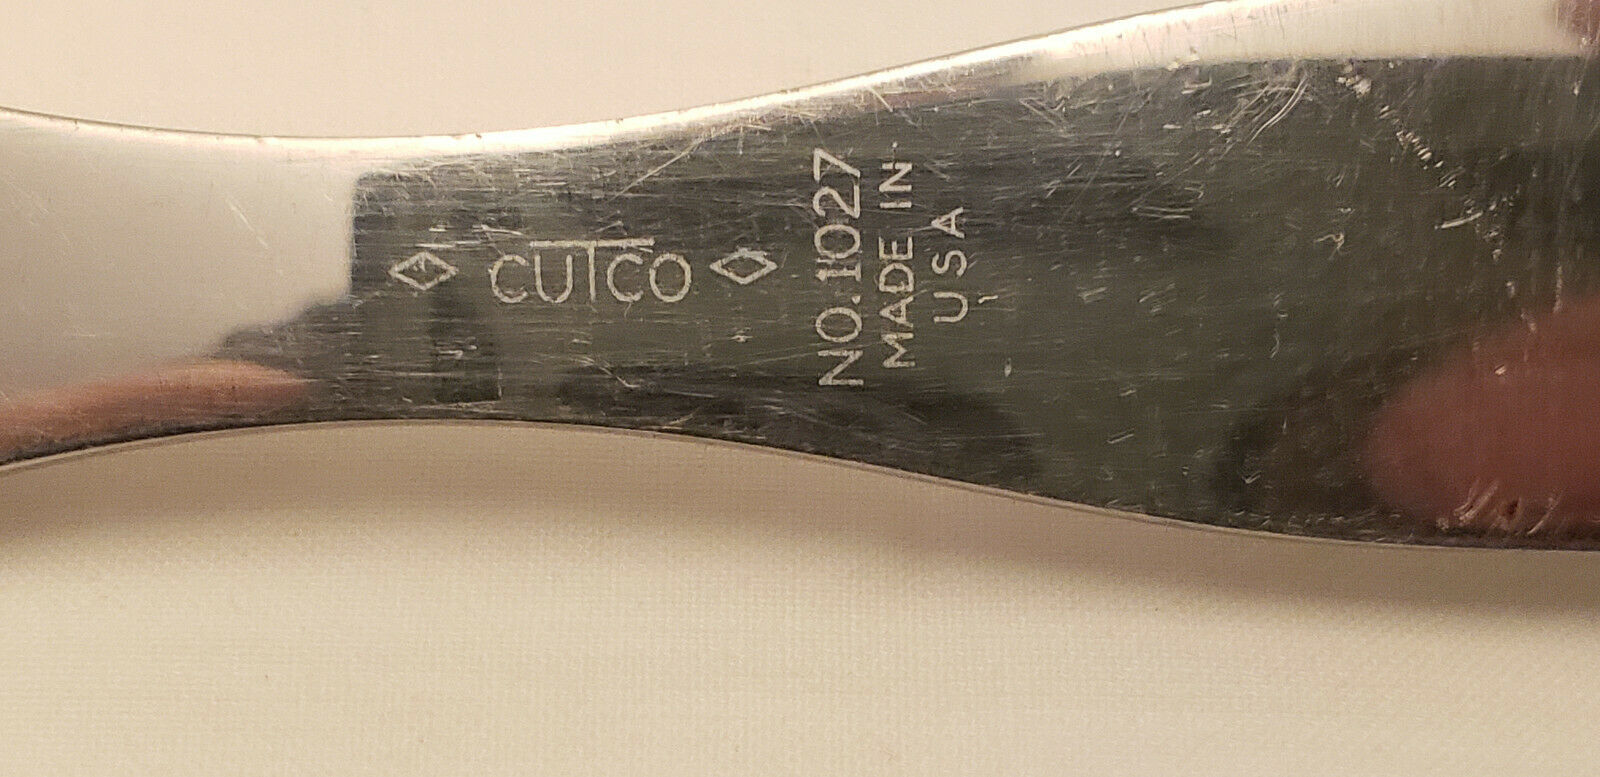 CUTCO
NO.1027
MADE IN
USA